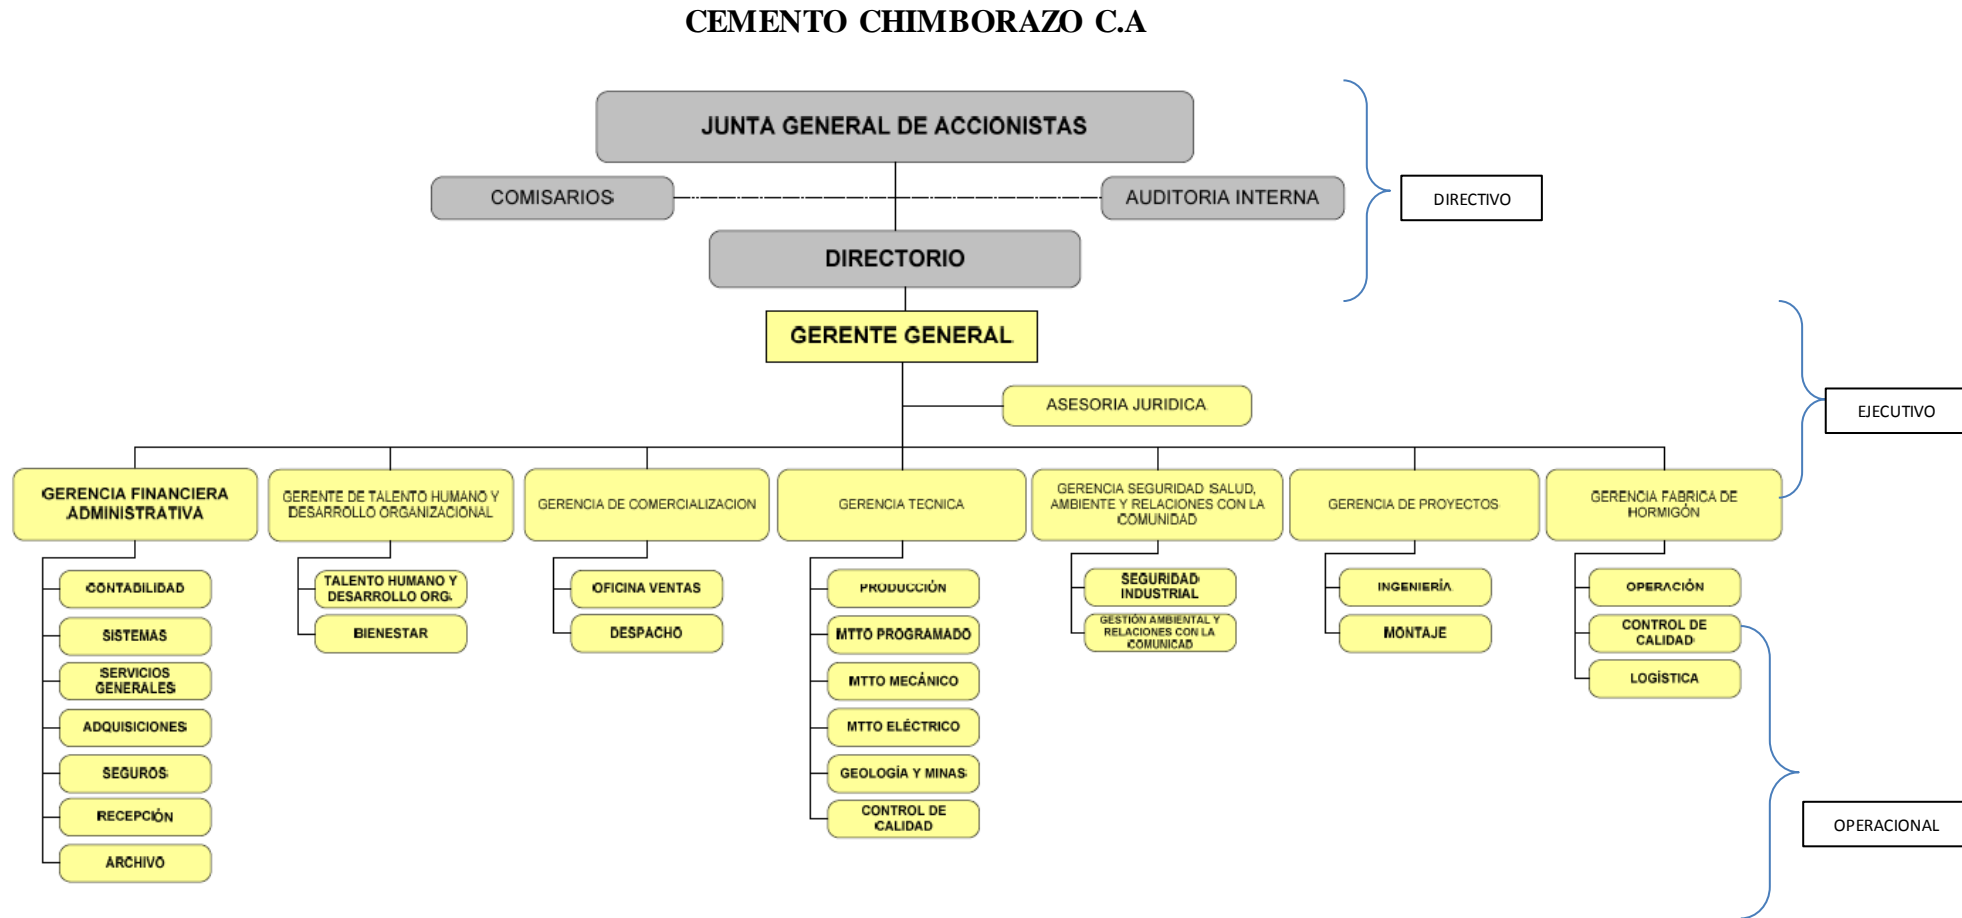 CEMENTO CHIMBORAZO C.A
JUNTA GENERAL DE ACCIONISTAS
COMISARIOS
AUDITORIA INTERNA
DIRECTIVO
DIRECTORIO
GERENTE GENERAL
ASESORIA JURIDICA
EJECUTIVO
GERENCIA FINANCIERA
ADMINISTRATIVA
GERENTE DE TALENTO HUMANO Y
DESARROLLO ORGANIZACIONAL
GERENCIA DE COMERCIALIZACION
GERENCIA TECNICA
GERENCIA SEGURIDAD SALUD,
AMBIENTE Y RELACIONES CON LA
COMUNIDAD
GERENCIA DE PROYECTOS
GERENCIA FABRICA DE
HORMIGÓN
CONTABILIDAD
SISTEMAS
SERVICIOS
GENERALES
ADQUISICIONES
SEGUROS
RECEPCIÓN
ARCHIVO
TALENTO HUMANO Y
DESARROLLO ORG.
BIENESTAR
OFICINA VENTAS
DESPACHO
PRODUCCIÓN
MTTO PROGRAMADO
MTTO MECÁNICO
MTTO ELÉCTRICO
GEOLOGÍA Y MINAS
CONTROL DE
CALIDAD
SEGURIDAD
INDUSTRIAL
GESTIÓN AMBIENTAL Y
RELACIONES CON LA
COMUNICAD
INGENIERÍA
MONTAJE
OPERACIÓN
CONTROL DE
CALIDAD
LOGÍSTICA
OPERACIONAL